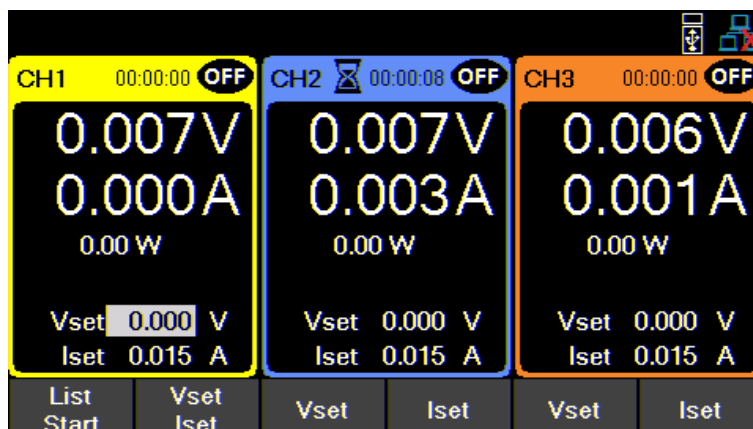 CH1 00:00:00 OFF
0.007V
0.000A
0.00 W
Vset 0.000 V
Iset 0.015 A
CH2 00:00:08 OFF
0.007V
0.003A
0.00 W
Vset 0.000 V
Iset 0.015 A
CH3 00:00:00 OFF
0.006V
0.001A
0.00 W
Vset 0.000 V
Iset 0.015 A
List
Start
Vset
Iset
Vset
Iset
Vset
Iset